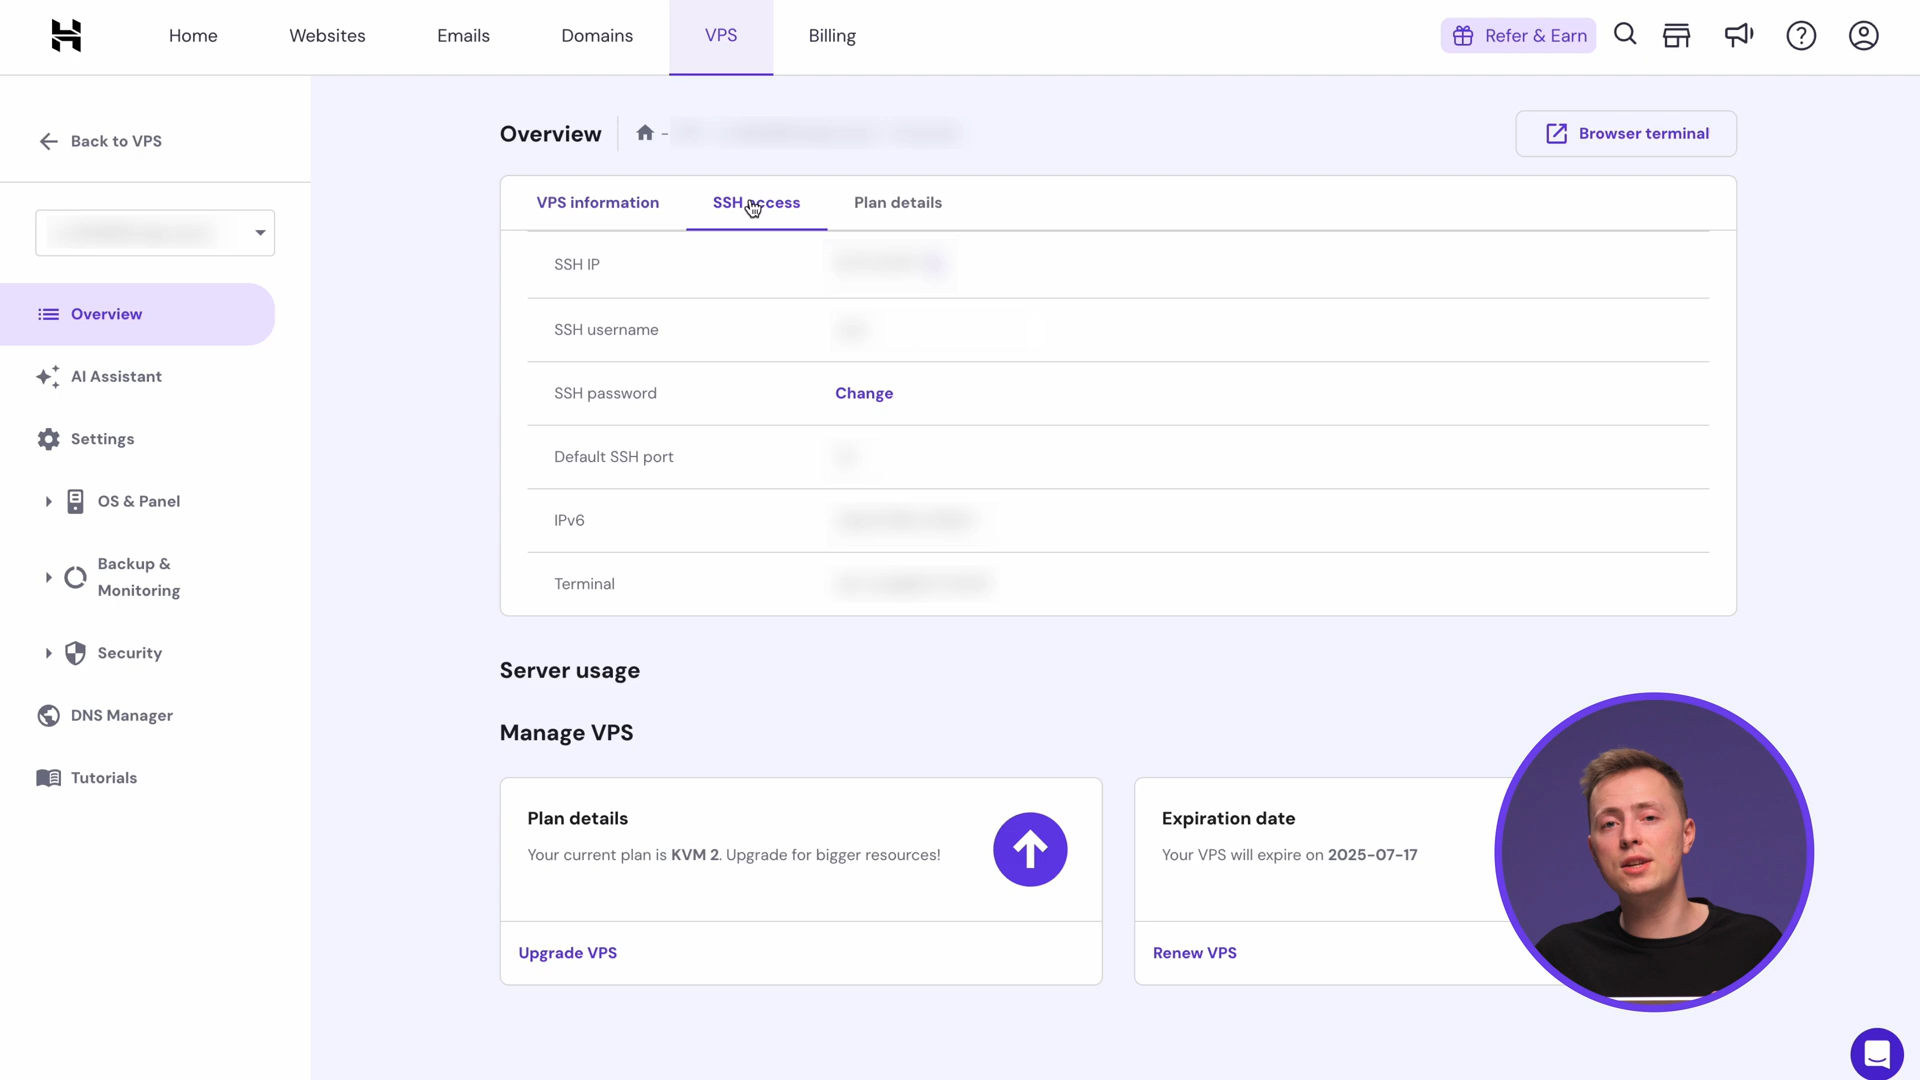 Home
Websites
Emails
Domains
VPS
Billing
Refer & Earn
Back to VPS
Overview
Browser terminal
VPS information
SSH access
Plan details
SSH IP
SSH username
SSH password
Change
Default SSH port
IPv6
Terminal
Overview
AI Assistant
Settings
OS & Panel
Backup &
Monitoring
Security
DNS Manager
Tutorials
Server usage
Manage VPS
Plan details
Your current plan is KVM 2. Upgrade for bigger resources!
Upgrade VPS
Expiration date
Your VPS will expire on 2025-07-17
Renew VPS